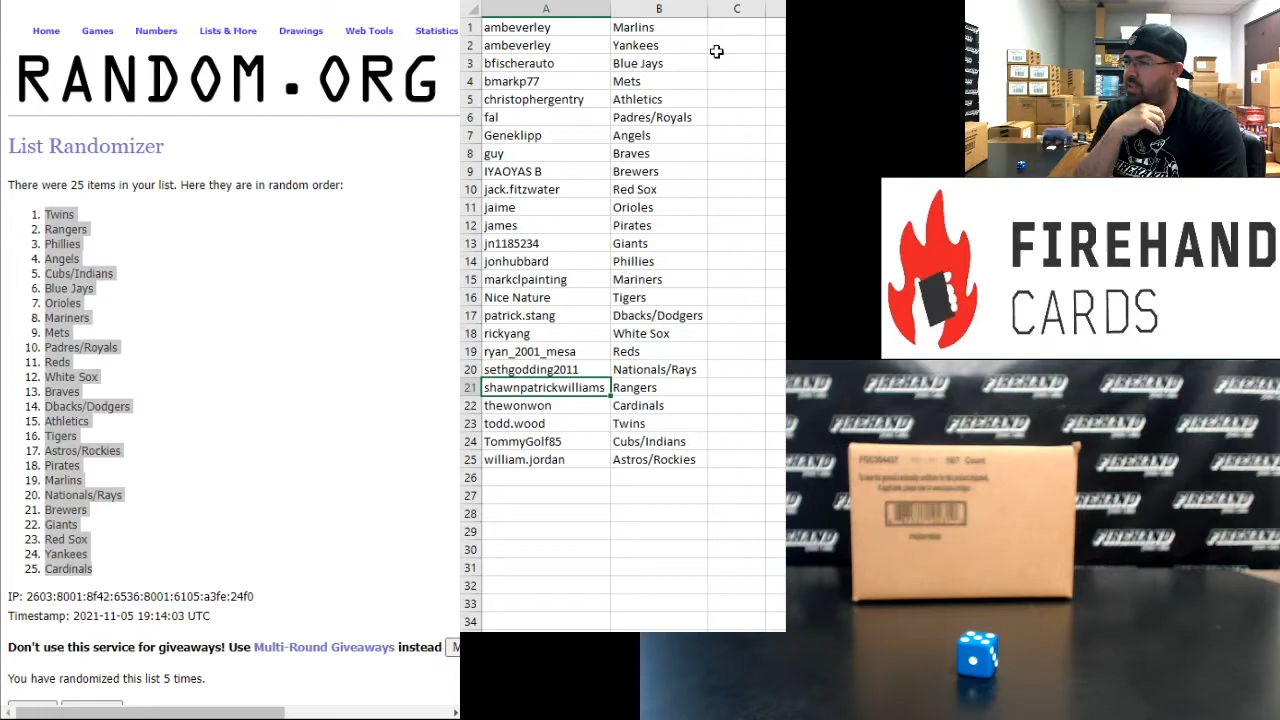 Home Games Numbers Lists & More Drawings Web Tools Statistics
RANDOM.ORG
List Randomizer
There were 25 items in your list. Here they are in random order:
1. Twins
2. Rangers
3. Phillies
4. Angels
5. Cubs/Indians
6. Blue Jays
7. Orioles
8. Mariners
9. Mets
10. Padres/Royals
11. Reds
12. White Sox
13. Braves
14. Dbacks/Dodgers
15. Athletics
16. Tigers
17. Astros/Rockies
18. Pirates
19. Marlins
20. Nationals/Rays
21. Brewers
22. Giants
23. Red Sox
24. Yankees
25. Cardinals
IP: 2603:8001:8f42:6536:8001:6105:a3fe:24f0
Timestamp: 2021-11-05 19:14:03 UTC
Don't use this service for giveaways! Use Multi-Round Giveaways instead
You have randomized this list 5 times.
A B C
1 ambeverley Marlins
2 ambeverley Yankees
3 bfischerauto Blue Jays
4 bmarkp77 Mets
5 christophergentry Athletics
6 fal Padres/Royals
7 Geneklipp Angels
8 guy Braves
9 IYAOYAS B Brewers
10 jack.fitzwater Red Sox
11 jaime Orioles
12 james Pirates
13 jn1185234 Giants
14 jonhubbard Phillies
15 markclpainting Mariners
16 Nice Nature Tigers
17 patrick.stang Dbacks/Dodgers
18 rickyang White Sox
19 ryan_2001_mesa Reds
20 sethgodding2011 Nationals/Rays
21 shawnpatrickwilliams Rangers
22 thewonwon Cardinals
23 todd.wood Twins
24 TommyGolf85 Cubs/Indians
25 william.jordan Astros/Rockies
26
27
28
29
30
31
32
33
34
FIREHAND
CARDS
FIREHAND FIREHAND FIREHAND